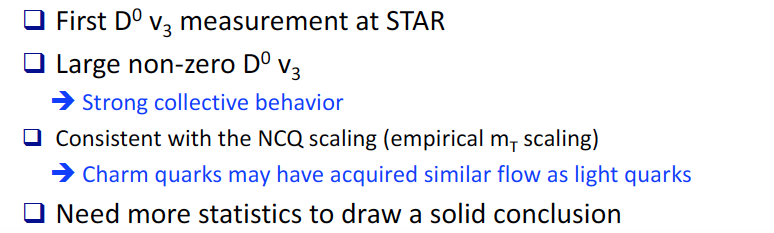 ❑ First D⁰ v₃ measurement at STAR
❑ Large non-zero D⁰ v₃
➔ Strong collective behavior
❑ Consistent with the NCQ scaling (empirical m_T scaling)
➔ Charm quarks may have acquired similar flow as light quarks
❑ Need more statistics to draw a solid conclusion